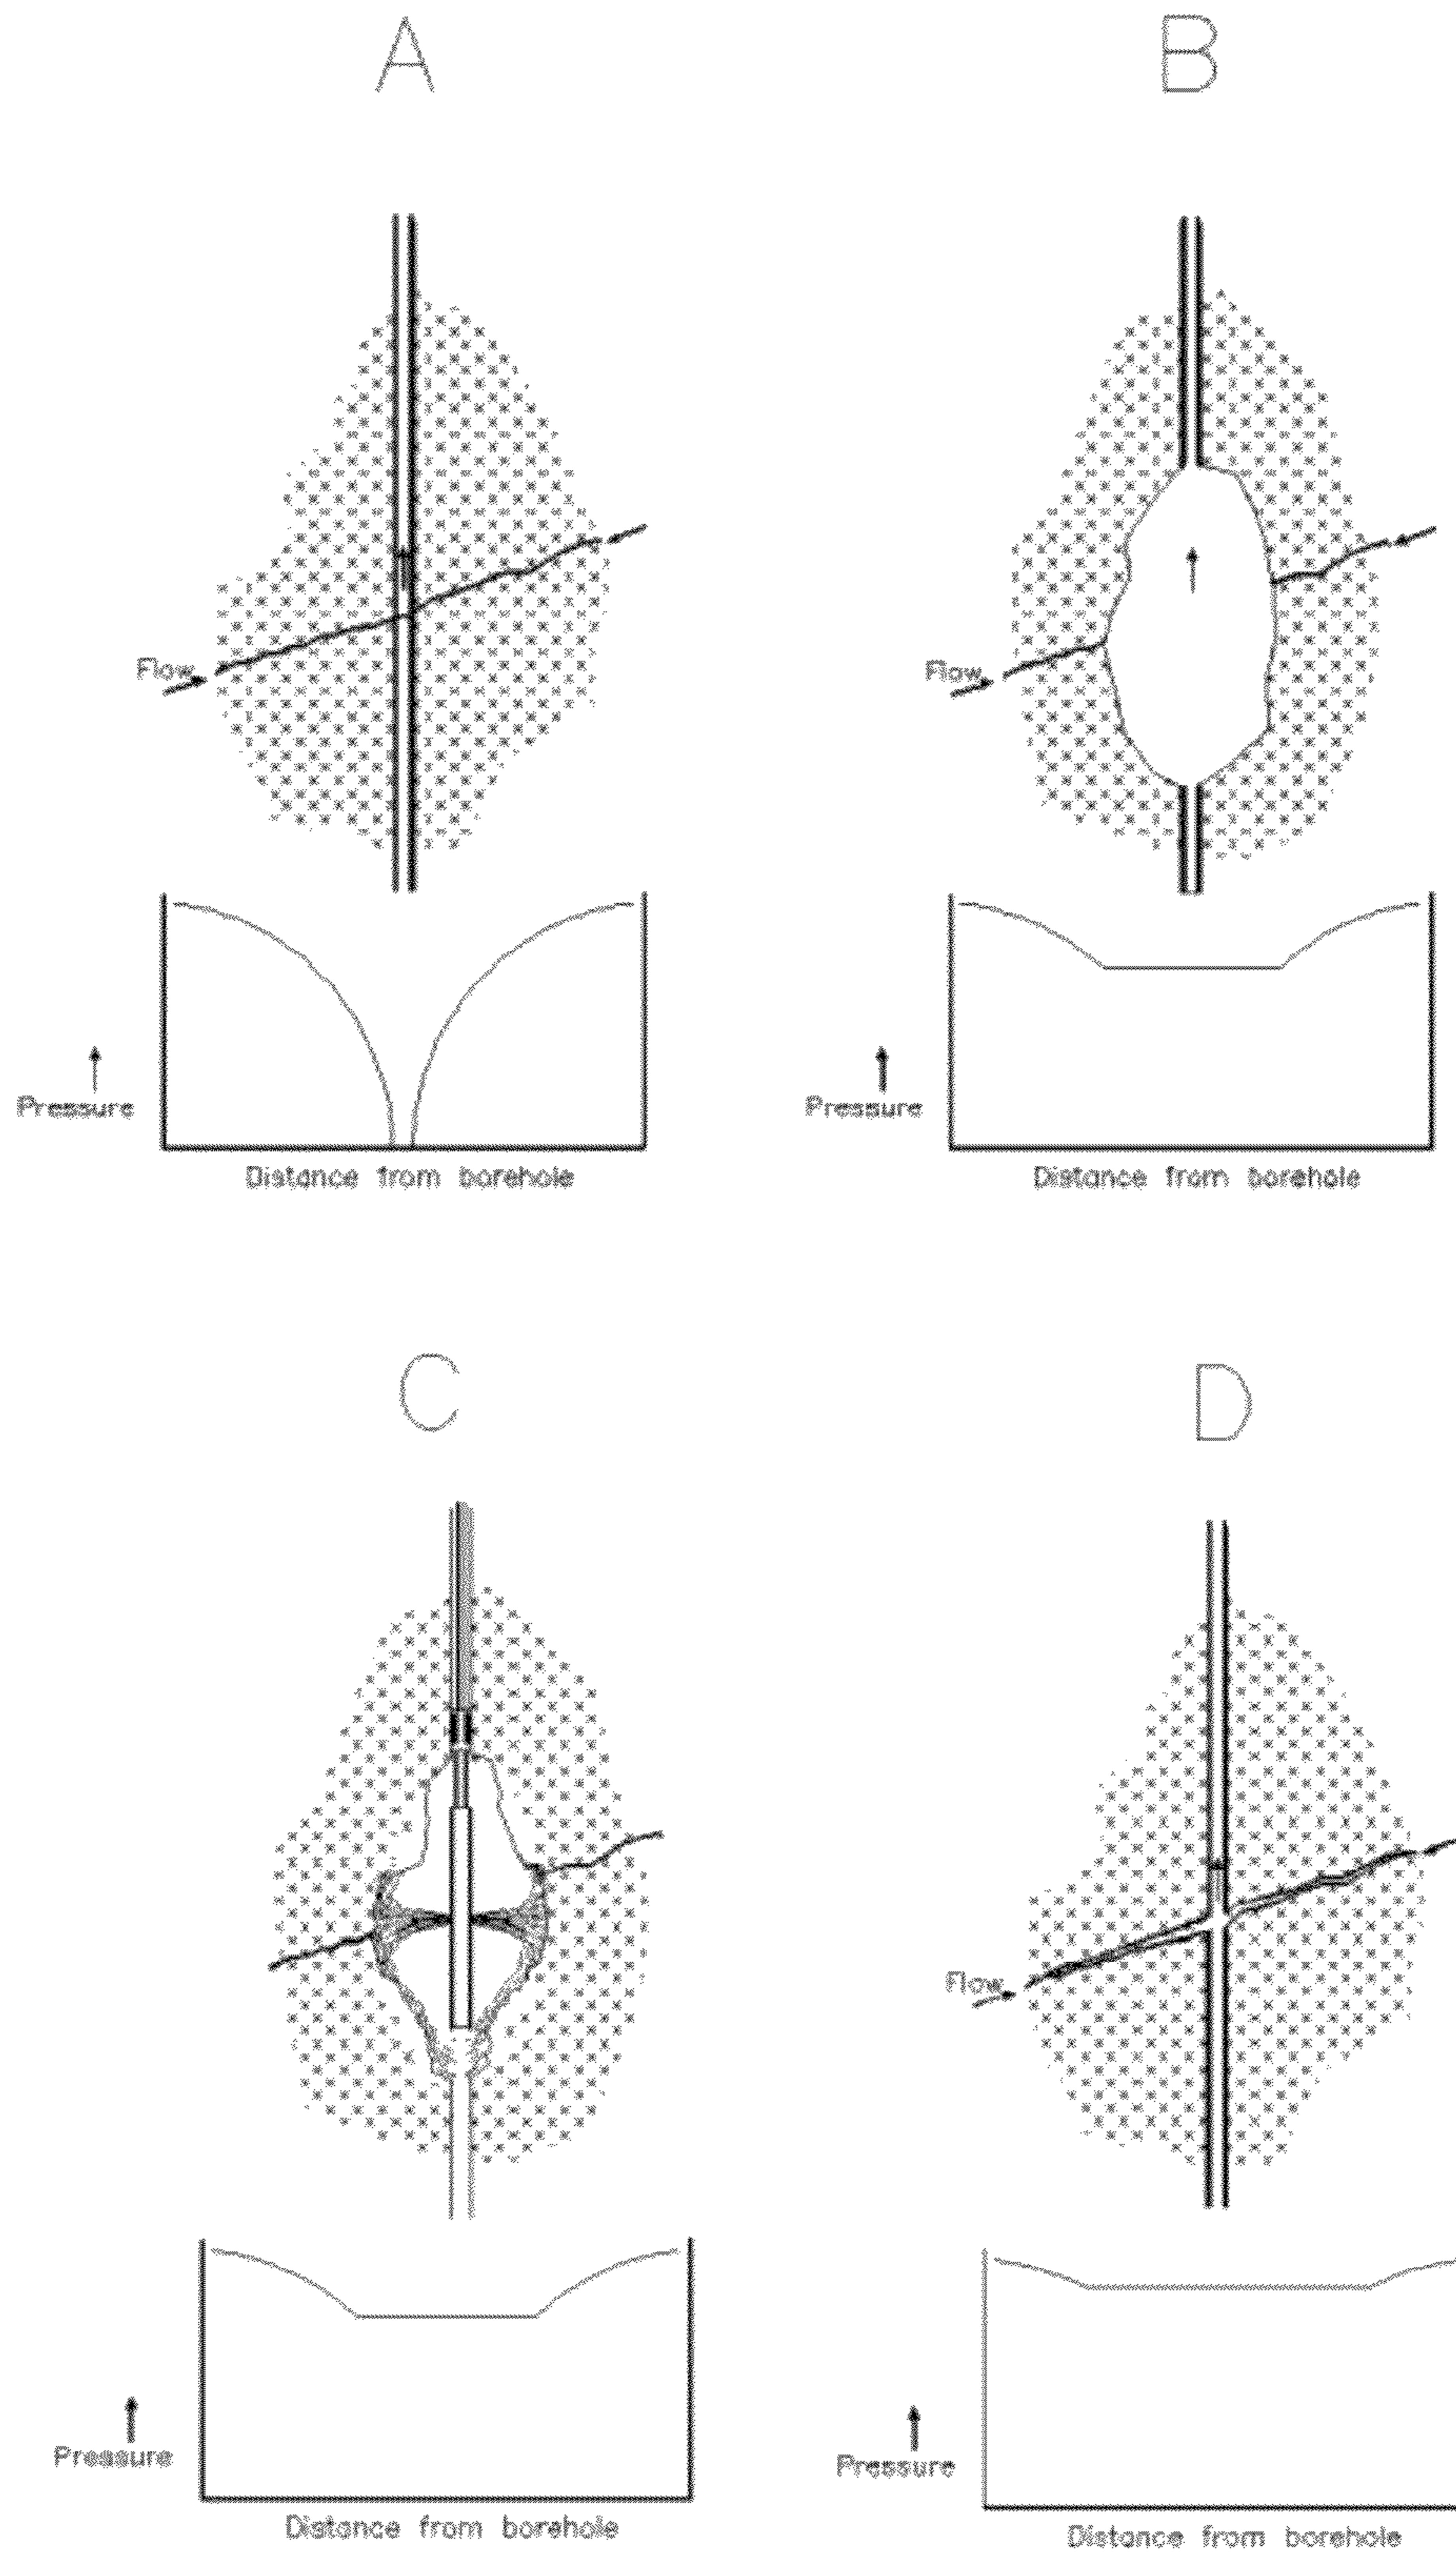 A
B
Flow
Flow
Pressure
Pressure
Distance from borehole
Distance from borehole
C
D
Flow
Pressure
Pressure
Distance from borehole
Distance from borehole